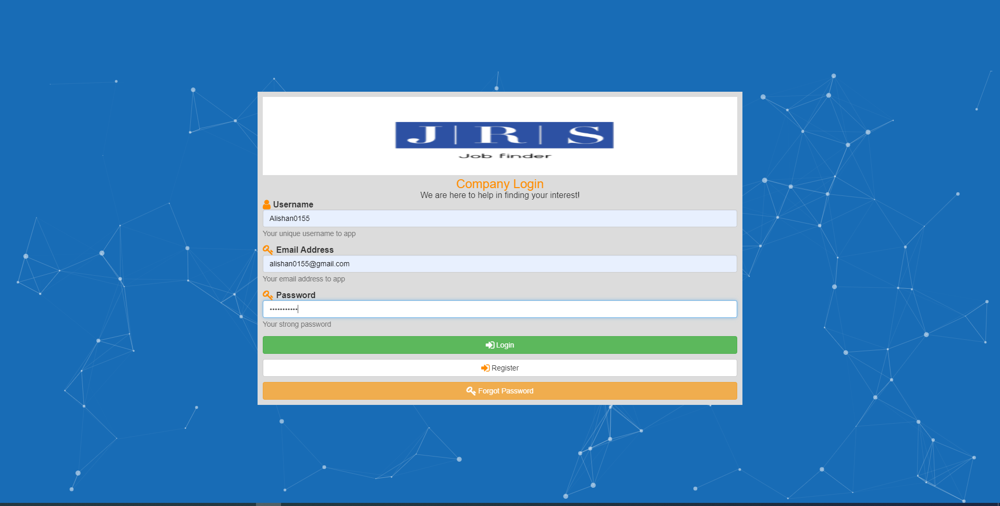 J | R | S
Job finder
Company Login
We are here to help in finding your interest!
Username
Alishan0155
Your unique username to app
Email Address
alishan0155@gmail.com
Your email address to app
Password
•••••••••••
Your strong password
Login
Register
Forgot Password